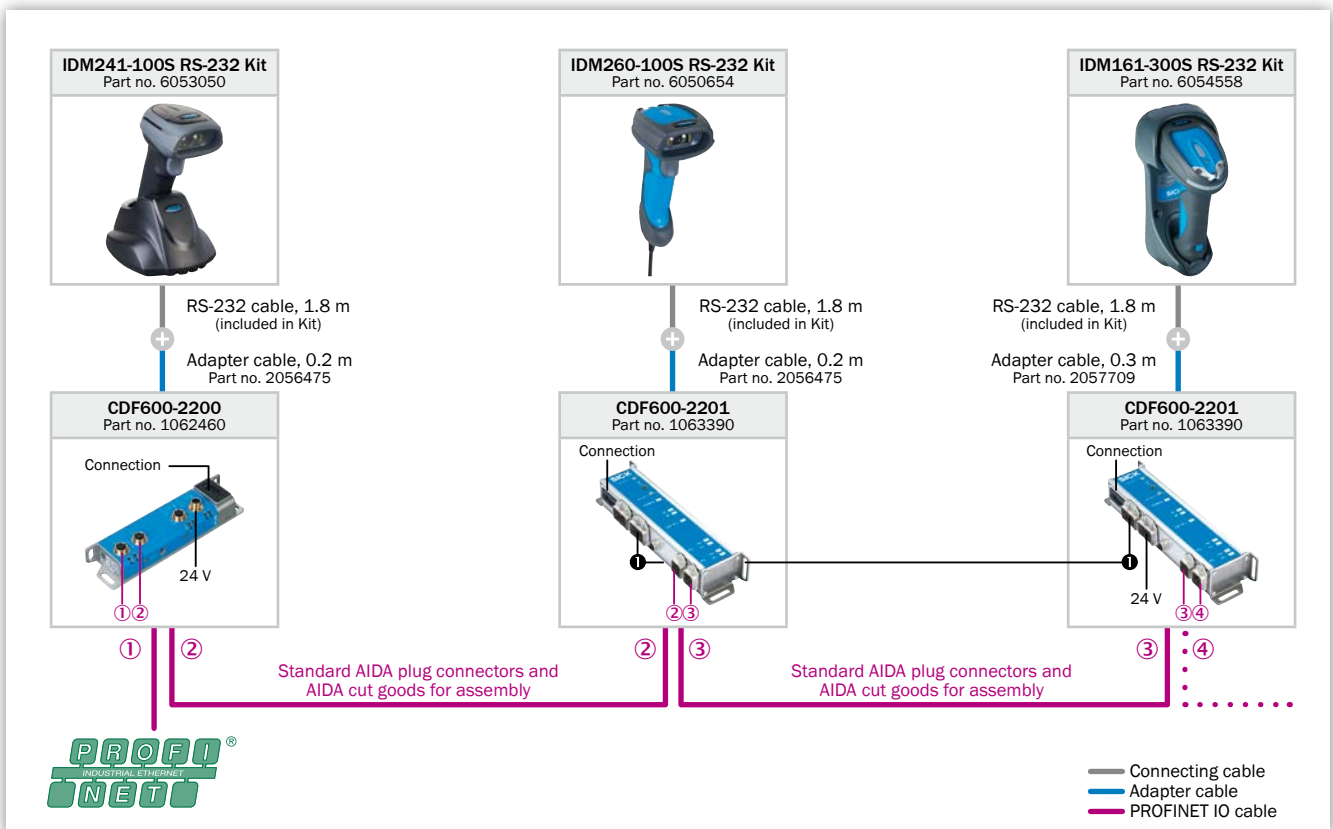 IDM241-100S RS-232 Kit
Part no. 6053050
IDM260-100S RS-232 Kit
Part no. 6050654
IDM161-300S RS-232 Kit
Part no. 6054558
RS-232 cable, 1.8 m
(included in Kit)
RS-232 cable, 1.8 m
(included in Kit)
RS-232 cable, 1.8 m
(included in Kit)
Adapter cable, 0.2 m
Part no. 2056475
Adapter cable, 0.2 m
Part no. 2056475
Adapter cable, 0.3 m
Part no. 2057709
CDF600-2200
Part no. 1062460
Connection
24 V
①②
CDF600-2201
Part no. 1063390
Connection
SICK
❶
②③
CDF600-2201
Part no. 1063390
Connection
SICK
❶
24 V
③④
① ②
② ③
③ ④
Standard AIDA plug connectors and
AIDA cut goods for assembly
Standard AIDA plug connectors and
AIDA cut goods for assembly
PROFI®
INDUSTRIAL ETHERNET
NET
Connecting cable
Adapter cable
PROFINET IO cable